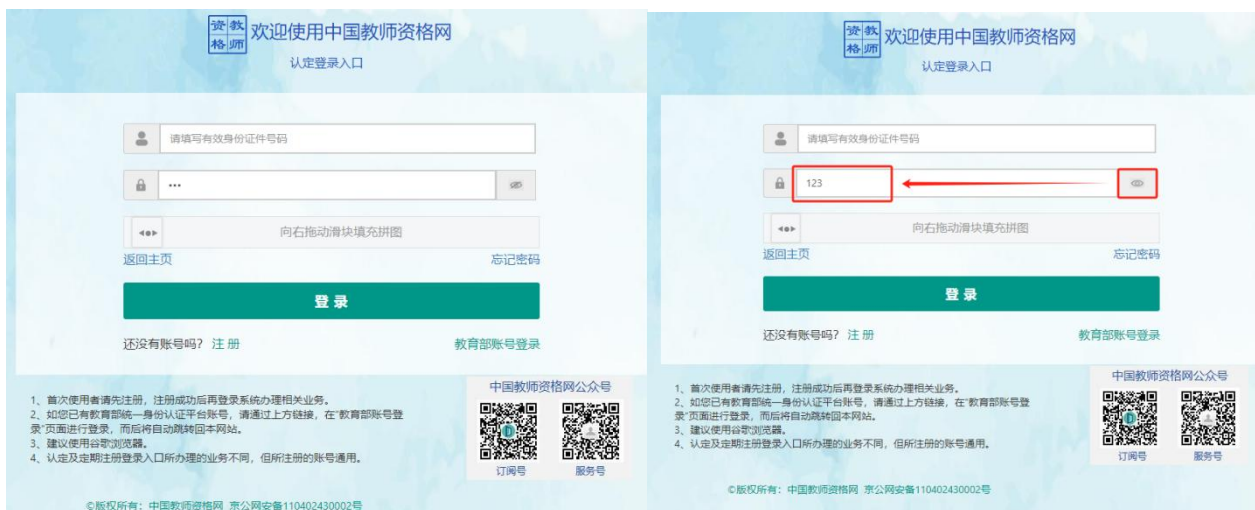 资教
格师
欢迎使用中国教师资格网
认定登录入口
请填写有效身份证件号码
•••
向右拖动滑块填充拼图
返回主页
忘记密码
登录
还没有账号吗？ 注册
教育部账号登录
1、首次使用者请先注册，注册成功后再登录系统办理相关业务。
2、如您已有教育部统一身份认证平台账号，请通过上方链接，在"教育部账号登
录"页面进行登录，而后将自动跳转回本网站。
3、建议使用谷歌浏览器。
4、认定及定期注册登录入口所办理的业务不同，但所注册的账号通用。
中国教师资格网公众号
订阅号
服务号
©版权所有：中国教师资格网 京公网安备110402430002号
资教
格师
欢迎使用中国教师资格网
认定登录入口
请填写有效身份证件号码
123
向右拖动滑块填充拼图
返回主页
忘记密码
登录
还没有账号吗？ 注册
教育部账号登录
1、首次使用者请先注册，注册成功后再登录系统办理相关业务。
2、如您已有教育部统一身份认证平台账号，请通过上方链接，在"教育部账号登
录"页面进行登录，而后将自动跳转回本网站。
3、建议使用谷歌浏览器。
4、认定及定期注册登录入口所办理的业务不同，但所注册的账号通用。
中国教师资格网公众号
订阅号
服务号
©版权所有：中国教师资格网 京公网安备110402430002号